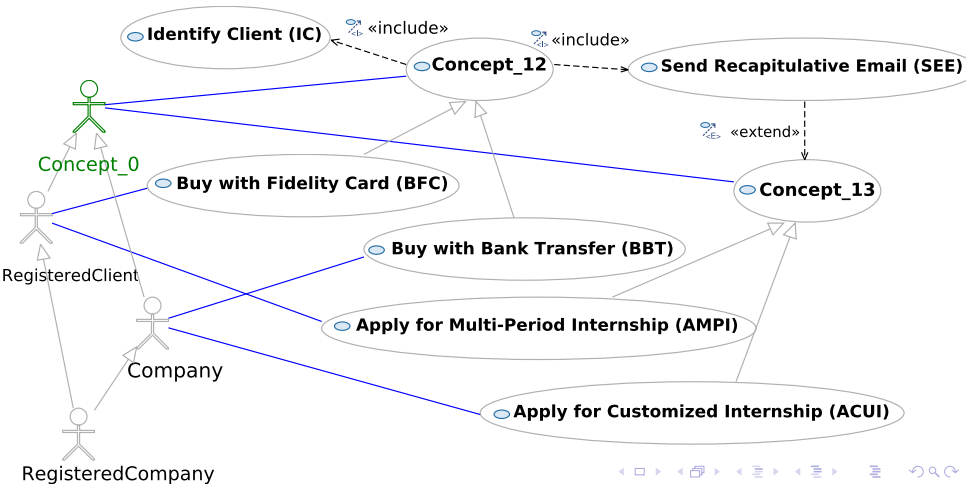 Identify Client (IC)
«include»
«include»
Concept_12
Send Recapitulative Email (SEE)
«extend»
Concept_0
Buy with Fidelity Card (BFC)
Concept_13
Buy with Bank Transfer (BBT)
RegisteredClient
Apply for Multi-Period Internship (AMPI)
Company
Apply for Customized Internship (ACUI)
RegisteredCompany